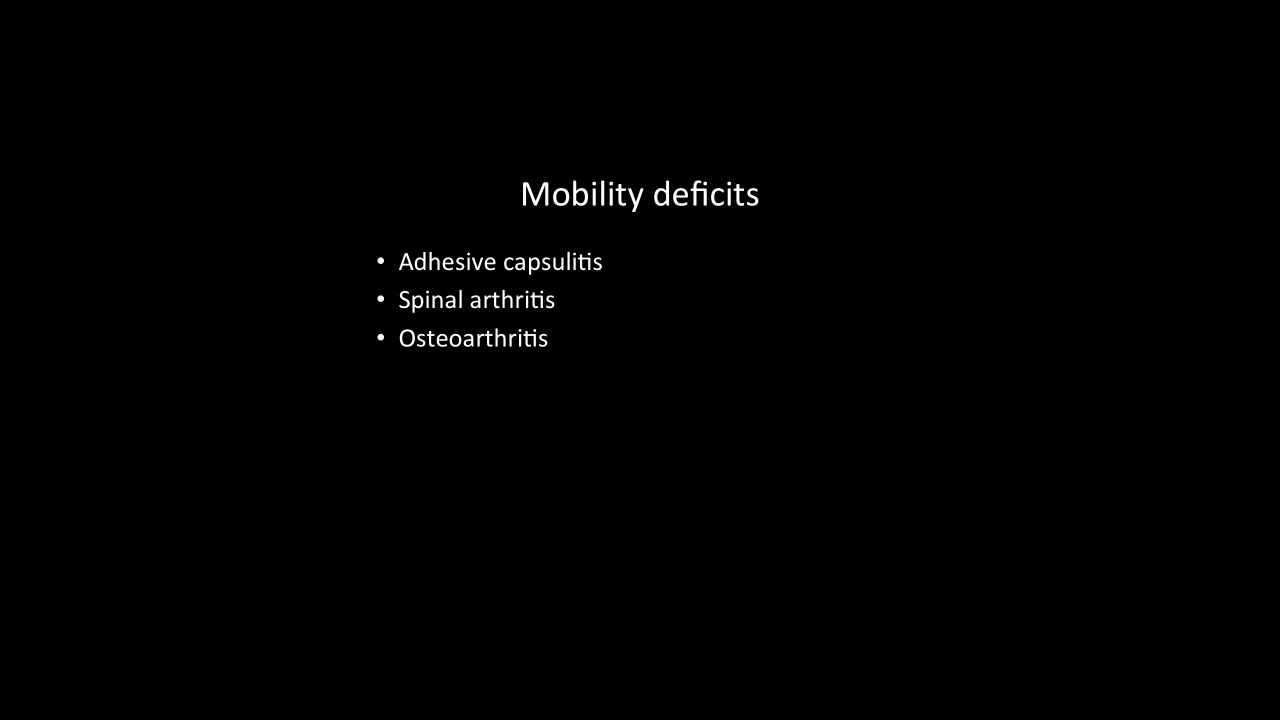 Mobility deficits
• Adhesive capsulitis
• Spinal arthritis
• Osteoarthritis